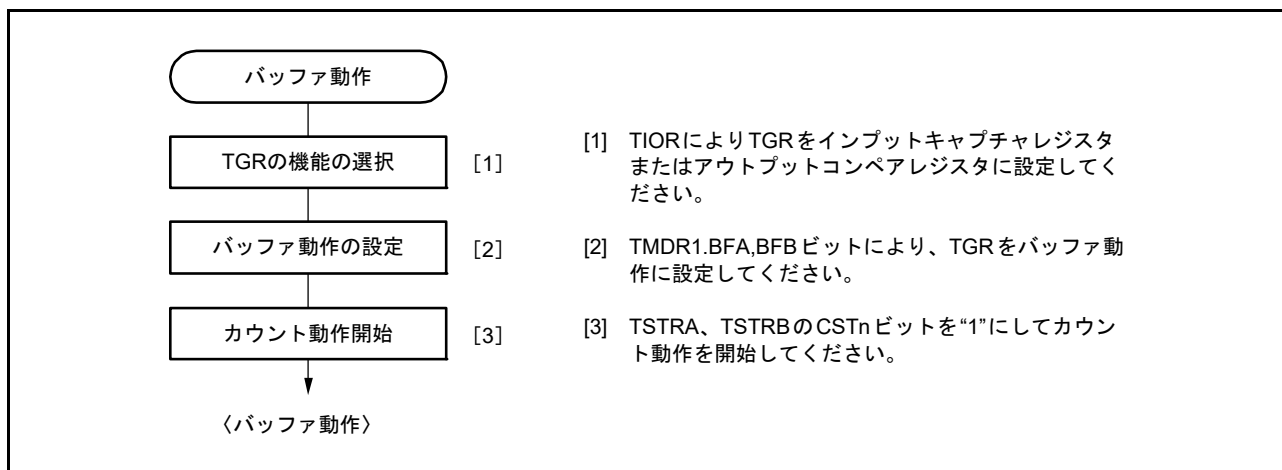 バッファ動作
TGRの機能の選択 [1]
バッファ動作の設定 [2]
カウント動作開始 [3]
〈バッファ動作〉
[1] TIORによりTGRをインプットキャプチャレジスタ
またはアウトプットコンペアレジスタに設定してく
ださい。
[2] TMDR1.BFA,BFBビットにより、TGRをバッファ動
作に設定してください。
[3] TSTRA、TSTRBのCSTnビットを“1”にしてカウン
ト動作を開始してください。